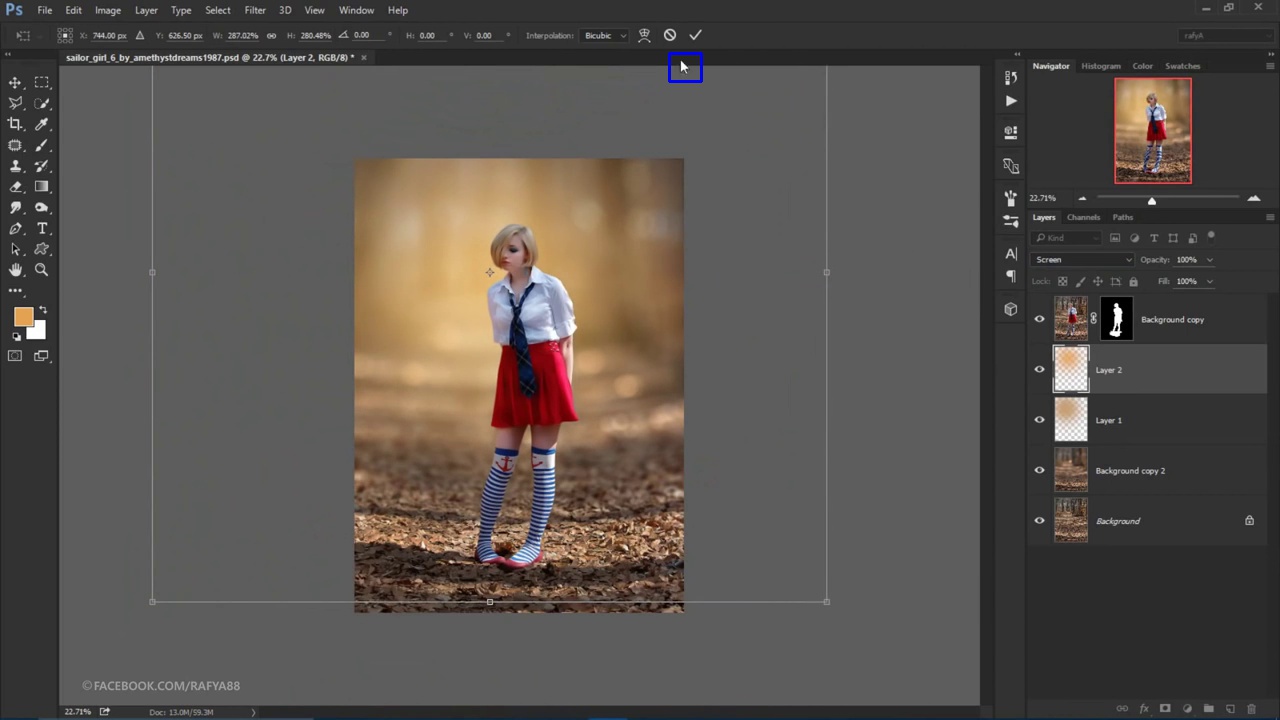 Ps File Edit Image Layer Type Select Filter 3D View Window Help
X: 744.00 px Y: 626.50 px W: 287.02% H: 280.48% 0.00 ° H: 0.00 ° V: 0.00 ° Interpolation: Bicubic rafyA
sailor_girl_6_by_amethystdreams1987.psd @ 22.7% (Layer 2, RGB/8) * ×
Navigator Histogram Color Swatches
22.71%
Layers Channels Paths
Kind
Screen Opacity: 100%
Lock: Fill: 100%
Background copy
Layer 2
Layer 1
Background copy 2
Background
©FACEBOOK.COM/RAFYA88
22.71% Doc: 13.0M/59.3M